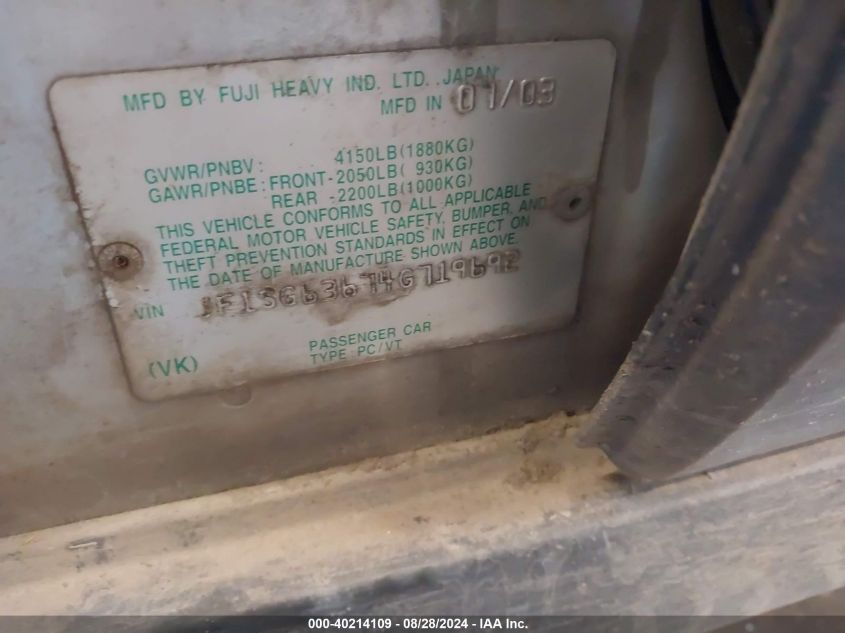 MFD BY FUJI HEAVY IND. LTD. JAPAN
MFD IN 07/03
GVWR/PNBV: 4150LB(1880KG)
GAWR/PNBE: FRONT-2050LB( 930KG)
REAR -2200LB(1000KG)
THIS VEHICLE CONFORMS TO ALL APPLICABLE
FEDERAL MOTOR VEHICLE SAFETY, BUMPER, AND
THEFT PREVENTION STANDARDS IN EFFECT ON
THE DATE OF MANUFACTURE SHOWN ABOVE.
VIN JF1SG63674G719692
PASSENGER CAR
(VK) TYPE PC/VT
000-40214109 - 08/28/2024 - IAA Inc.